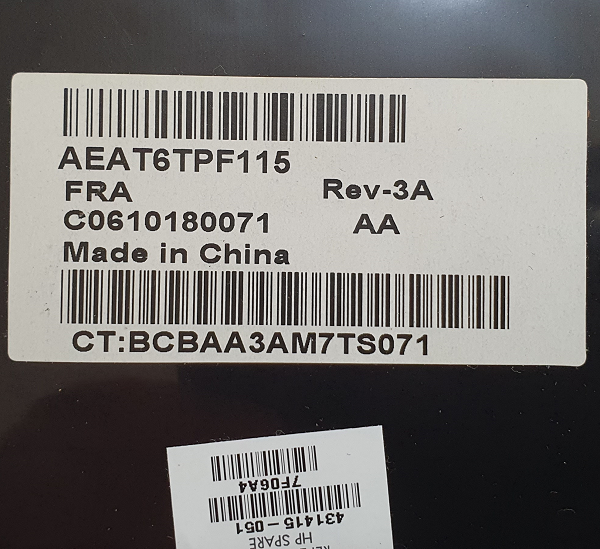 AEAT6TPF115
FRA Rev-3A
C0610180071 AA
Made in China
CT:BCBAA3AM7TS071
7F06A4
431415-051
HP SPARE